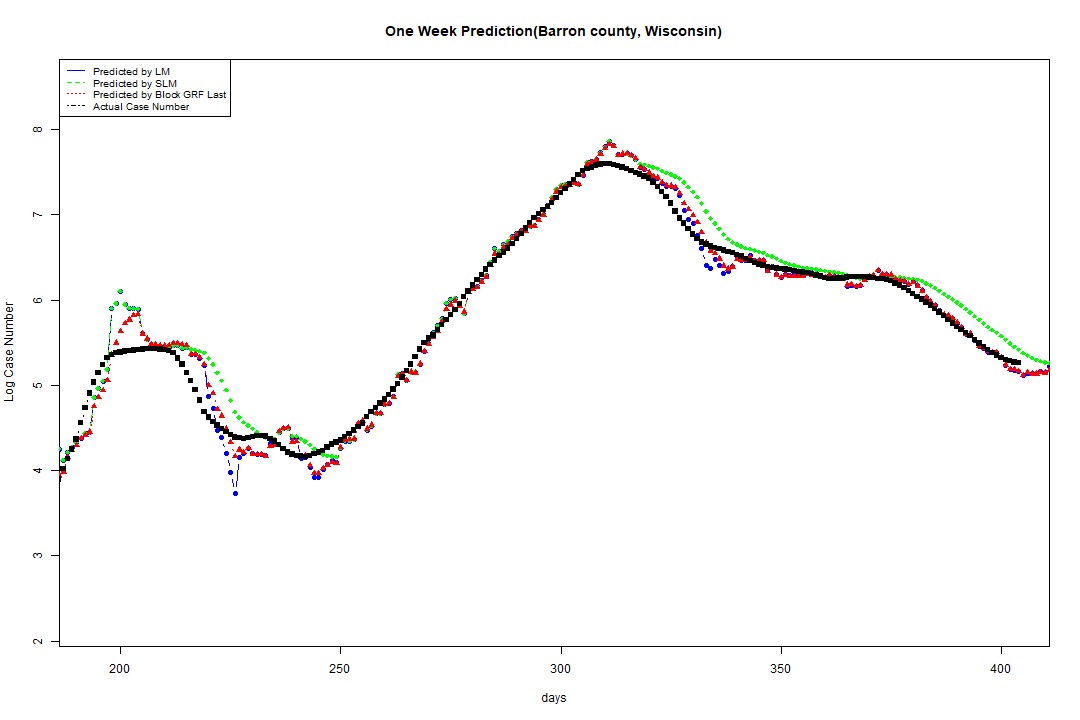 One Week Prediction(Barron county, Wisconsin)
Predicted by LM
Predicted by SLM
Predicted by Block GRF Last
Actual Case Number
8
7
6
5
4
3
2
Log Case Number
200 250 300 350 400
days